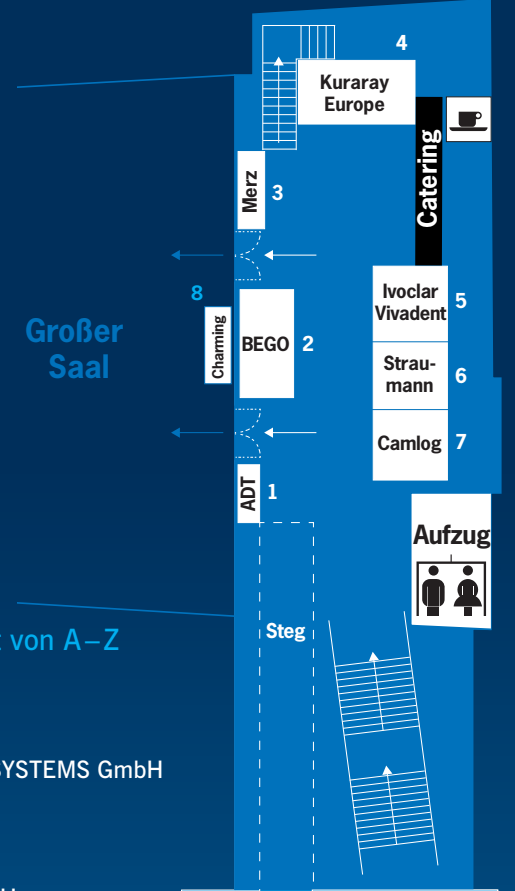 4
Kuraray
Europe
Catering
Merz
3
8
Großer
Saal
Charming
BEGO
2
Ivoclar
Vivadent
5
Strau-
mann
6
Camlog
7
ADT
1
Aufzug
Steg
von A–Z
SYSTEMS GmbH